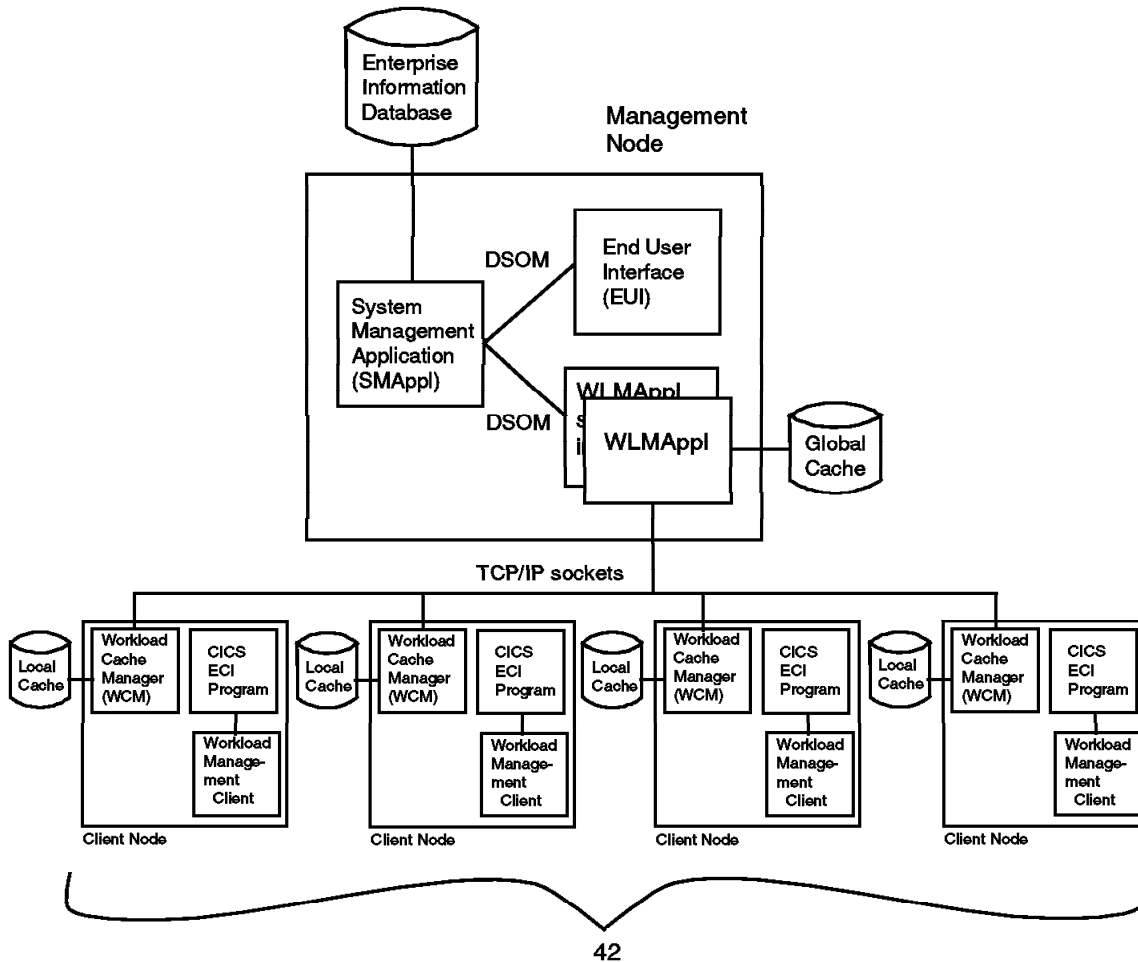 Enterprise
Information
Database
Management
Node
DSOM
End User
Interface
(EUI)
System
Management
Application
(SMAppl)
DSOM
WLMAppl
s
i
WLMAppl
Global
Cache
TCP/IP sockets
Local
Cache
Workload
Cache
Manager
(WCM)
CICS
ECI
Program
Workload
Manage-
ment
Client
Client Node
Local
Cache
Workload
Cache
Manager
(WCM)
CICS
ECI
Program
Workload
Manage-
ment
Client
Client Node
Local
Cache
Workload
Cache
Manager
(WCM)
CICS
ECI
Program
Workload
Manage-
ment
Client
Client Node
Local
Cache
Workload
Cache
Manager
(WCM)
CICS
ECI
Program
Workload
Manage-
ment
Client
Client Node
42